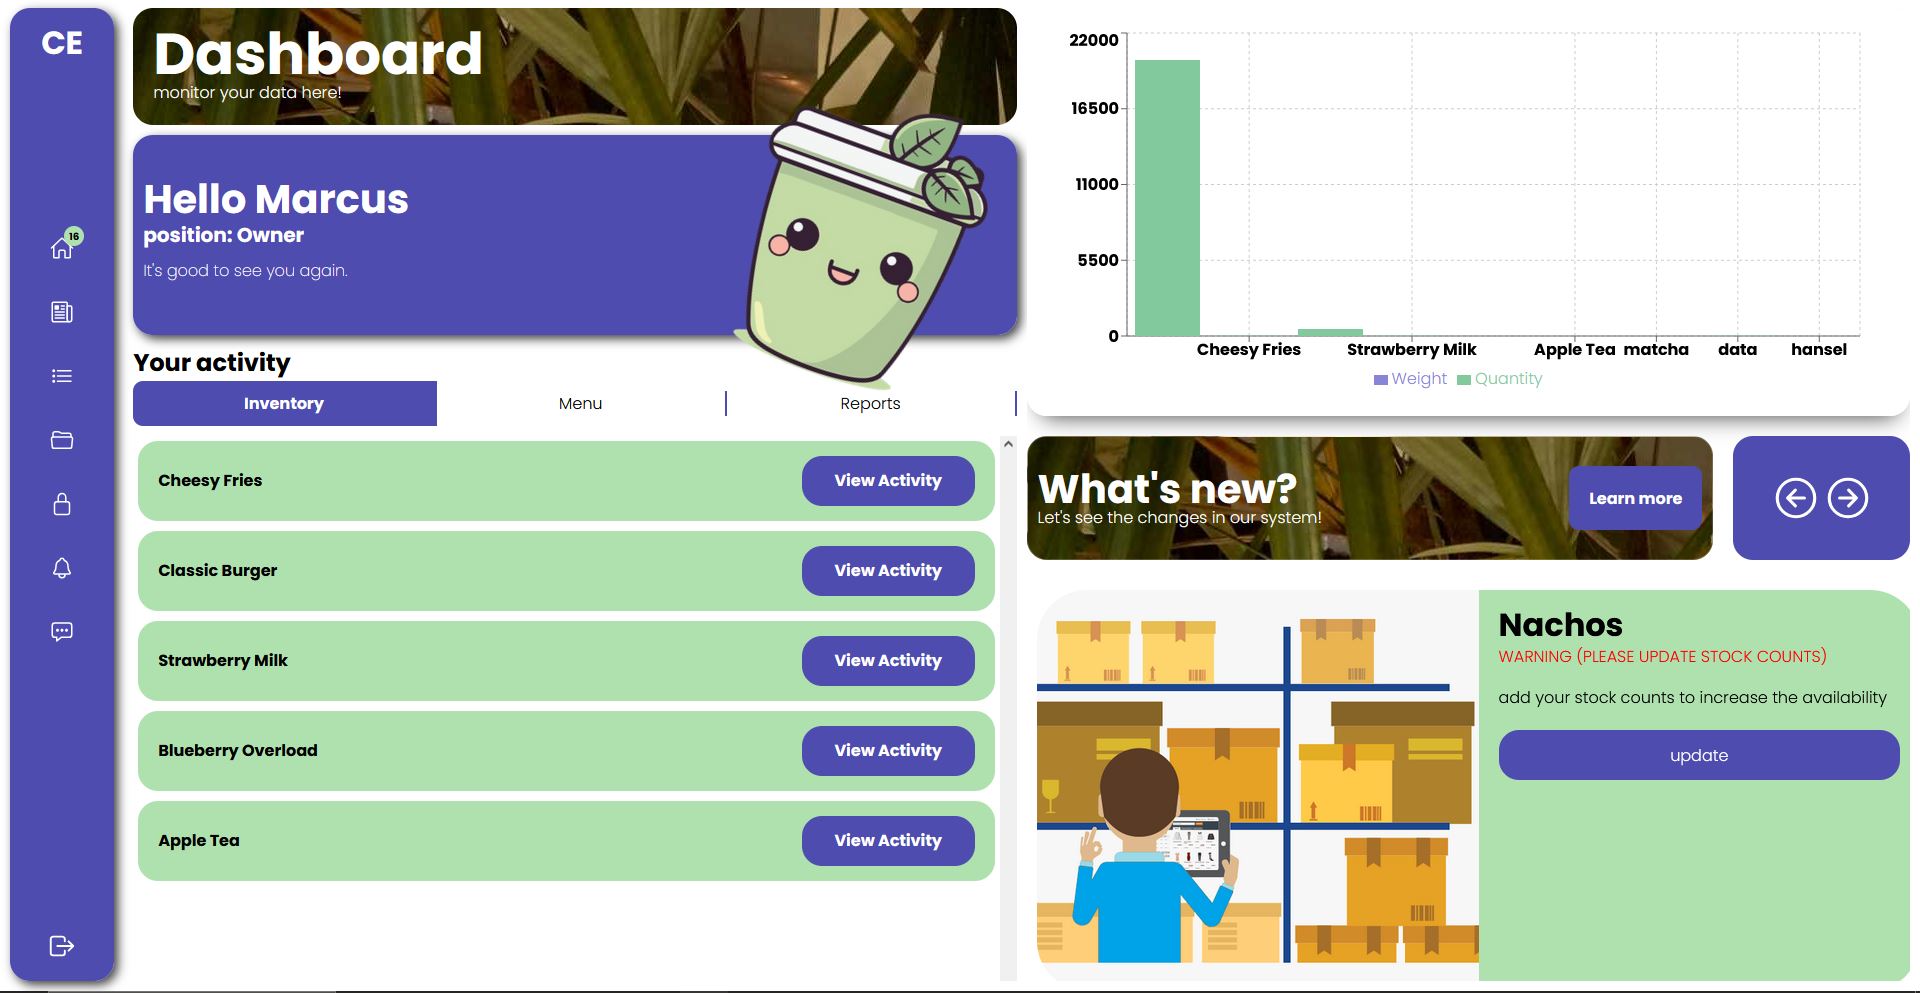 CE
16
Dashboard
monitor your data here!
Hello Marcus
position: Owner
It's good to see you again.
Your activity
Inventory Menu Reports
Cheesy Fries View Activity
Classic Burger View Activity
Strawberry Milk View Activity
Blueberry Overload View Activity
Apple Tea View Activity
22000
16500
11000
5500
0
Cheesy Fries Strawberry Milk Apple Tea matcha data hansel
Weight Quantity
What's new?
Let's see the changes in our system!
Learn more
Nachos
WARNING (PLEASE UPDATE STOCK COUNTS)
add your stock counts to increase the availability
update